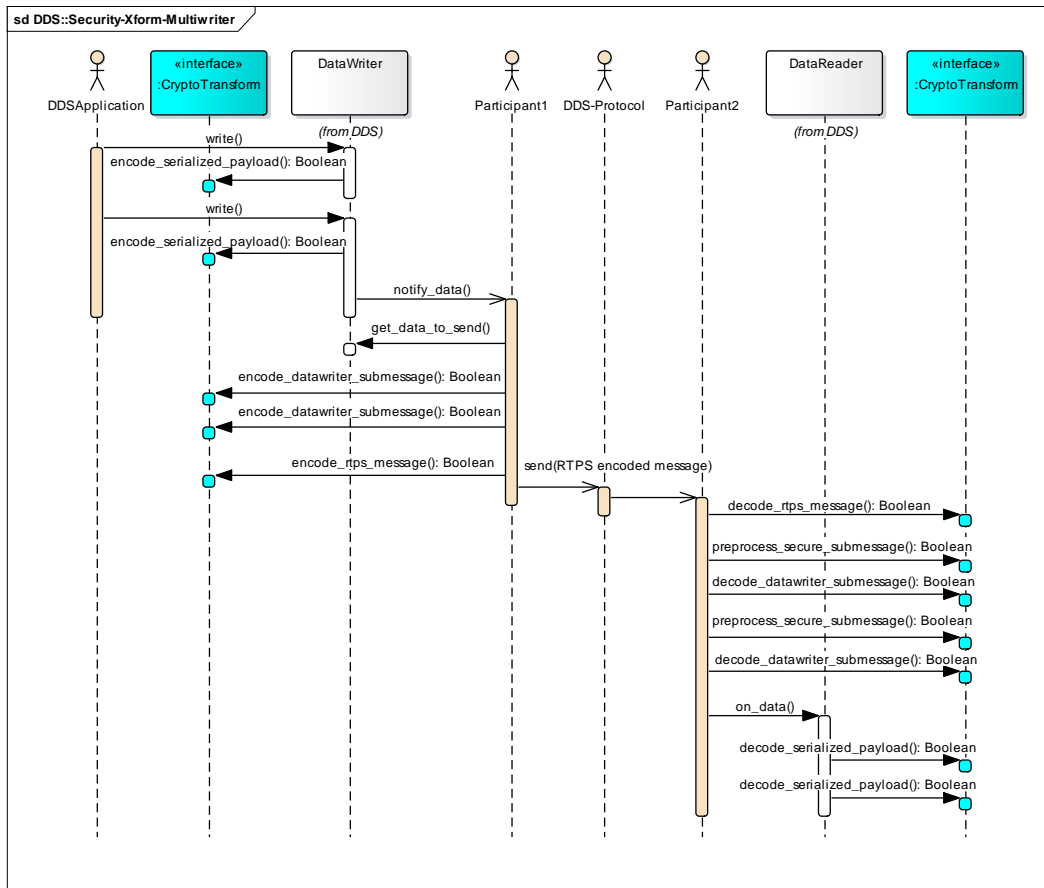 sd DDS::Security-Xform-Multiwriter
«interface»
:CryptoTransform
DataWriter
DataReader
«interface»
:CryptoTransform
DDSApplication
Participant1
DDS-Protocol
Participant2
(from DDS)
(from DDS)
write()
encode_serialized_payload(): Boolean
write()
encode_serialized_payload(): Boolean
notify_data()
get_data_to_send()
encode_datawriter_submessage(): Boolean
encode_datawriter_submessage(): Boolean
encode_rtps_message(): Boolean
send(RTPS encoded message)
decode_rtps_message(): Boolean
preprocess_secure_submessage(): Boolean
decode_datawriter_submessage(): Boolean
preprocess_secure_submessage(): Boolean
decode_datawriter_submessage(): Boolean
on_data()
decode_serialized_payload(): Boolean
decode_serialized_payload(): Boolean